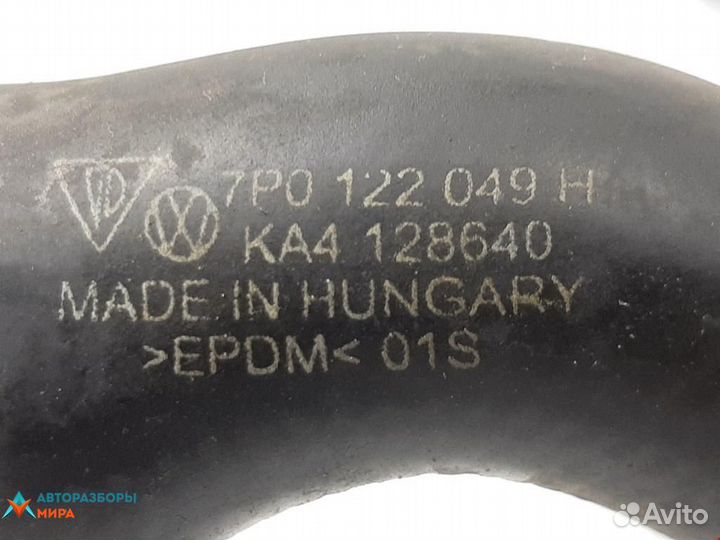 7P0 122 049 H
KA4 128640
MADE IN HUNGARY
>EPDM< 01S
АВТОРАЗБОРЫ
МИРА
Avito